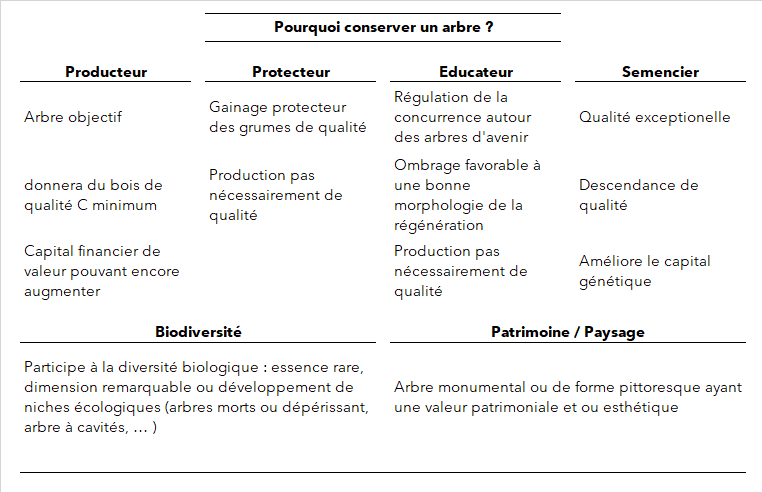 Pourquoi conserver un arbre ?
Producteur
Protecteur
Educateur
Semencier
Arbre objectif
Gainage protecteur
des grumes de qualité
Régulation de la
concurrence autour
des arbres d'avenir
Qualité exceptionelle
donnera du bois de
qualité C minimum
Production pas
nécessairement de
qualité
Ombrage favorable à
une bonne
morphologie de la
régénération
Descendance de
qualité
Capital financier de
valeur pouvant encore
augmenter
Production pas
nécessairement de
qualité
Améliore le capital
génétique
Biodiversité
Patrimoine / Paysage
Participe à la diversité biologique : essence rare,
dimension remarquable ou développement de
niches écologiques (arbres morts ou dépérissant,
arbre à cavités, … )
Arbre monumental ou de forme pittoresque ayant
une valeur patrimoniale et ou esthétique